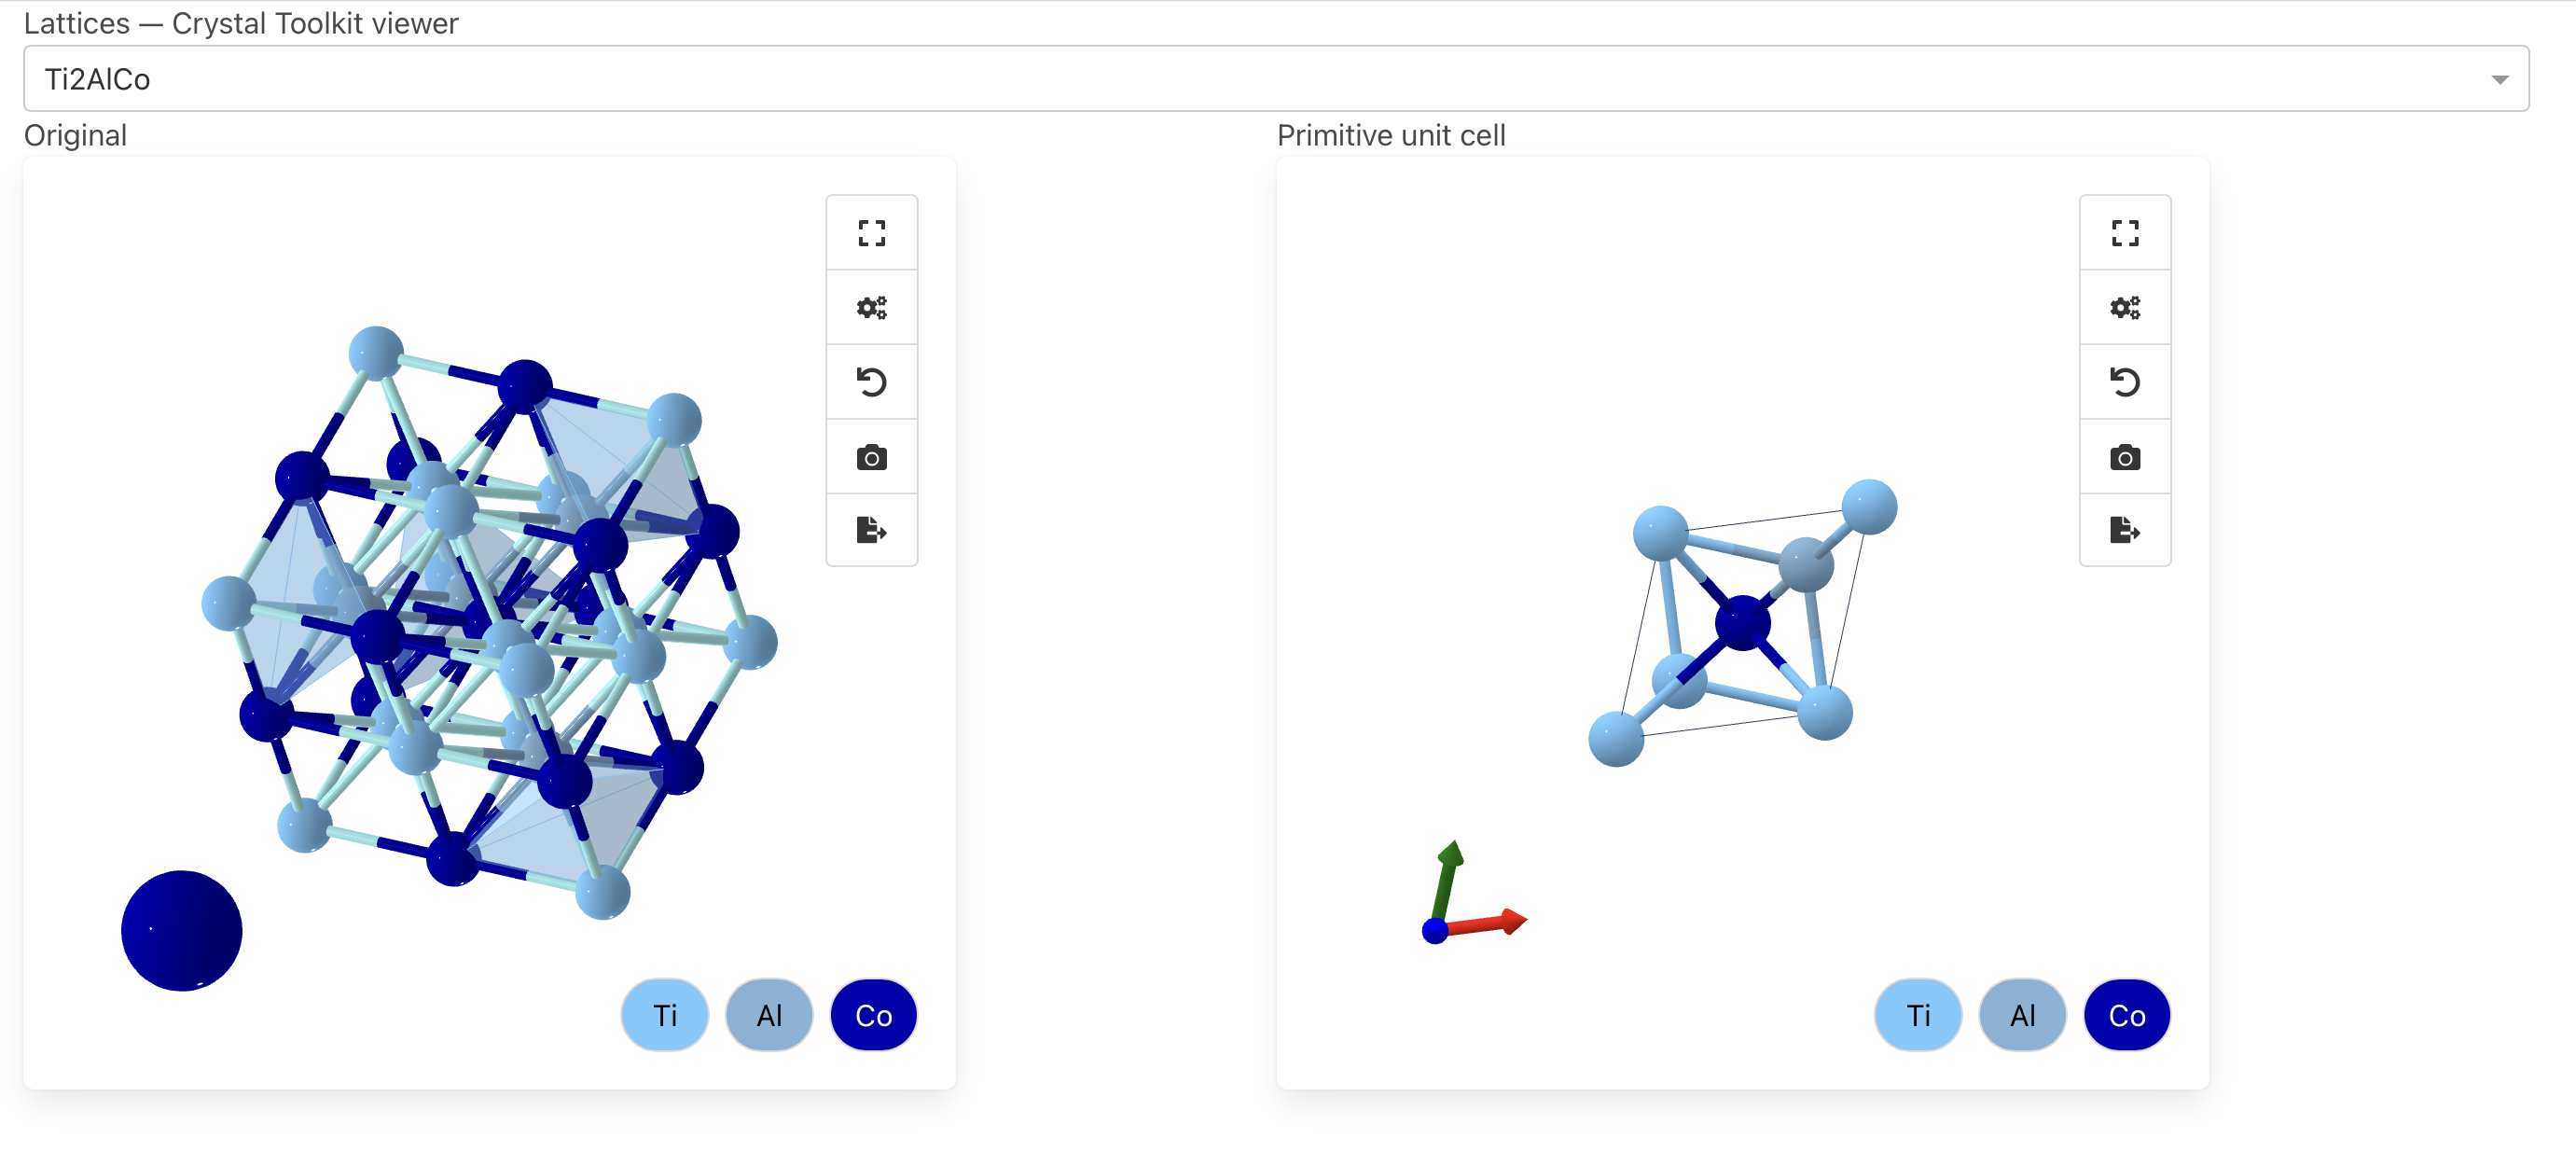 Lattices — Crystal Toolkit viewer
Ti2AlCo
Original
Primitive unit cell
Ti Al Co
Ti Al Co